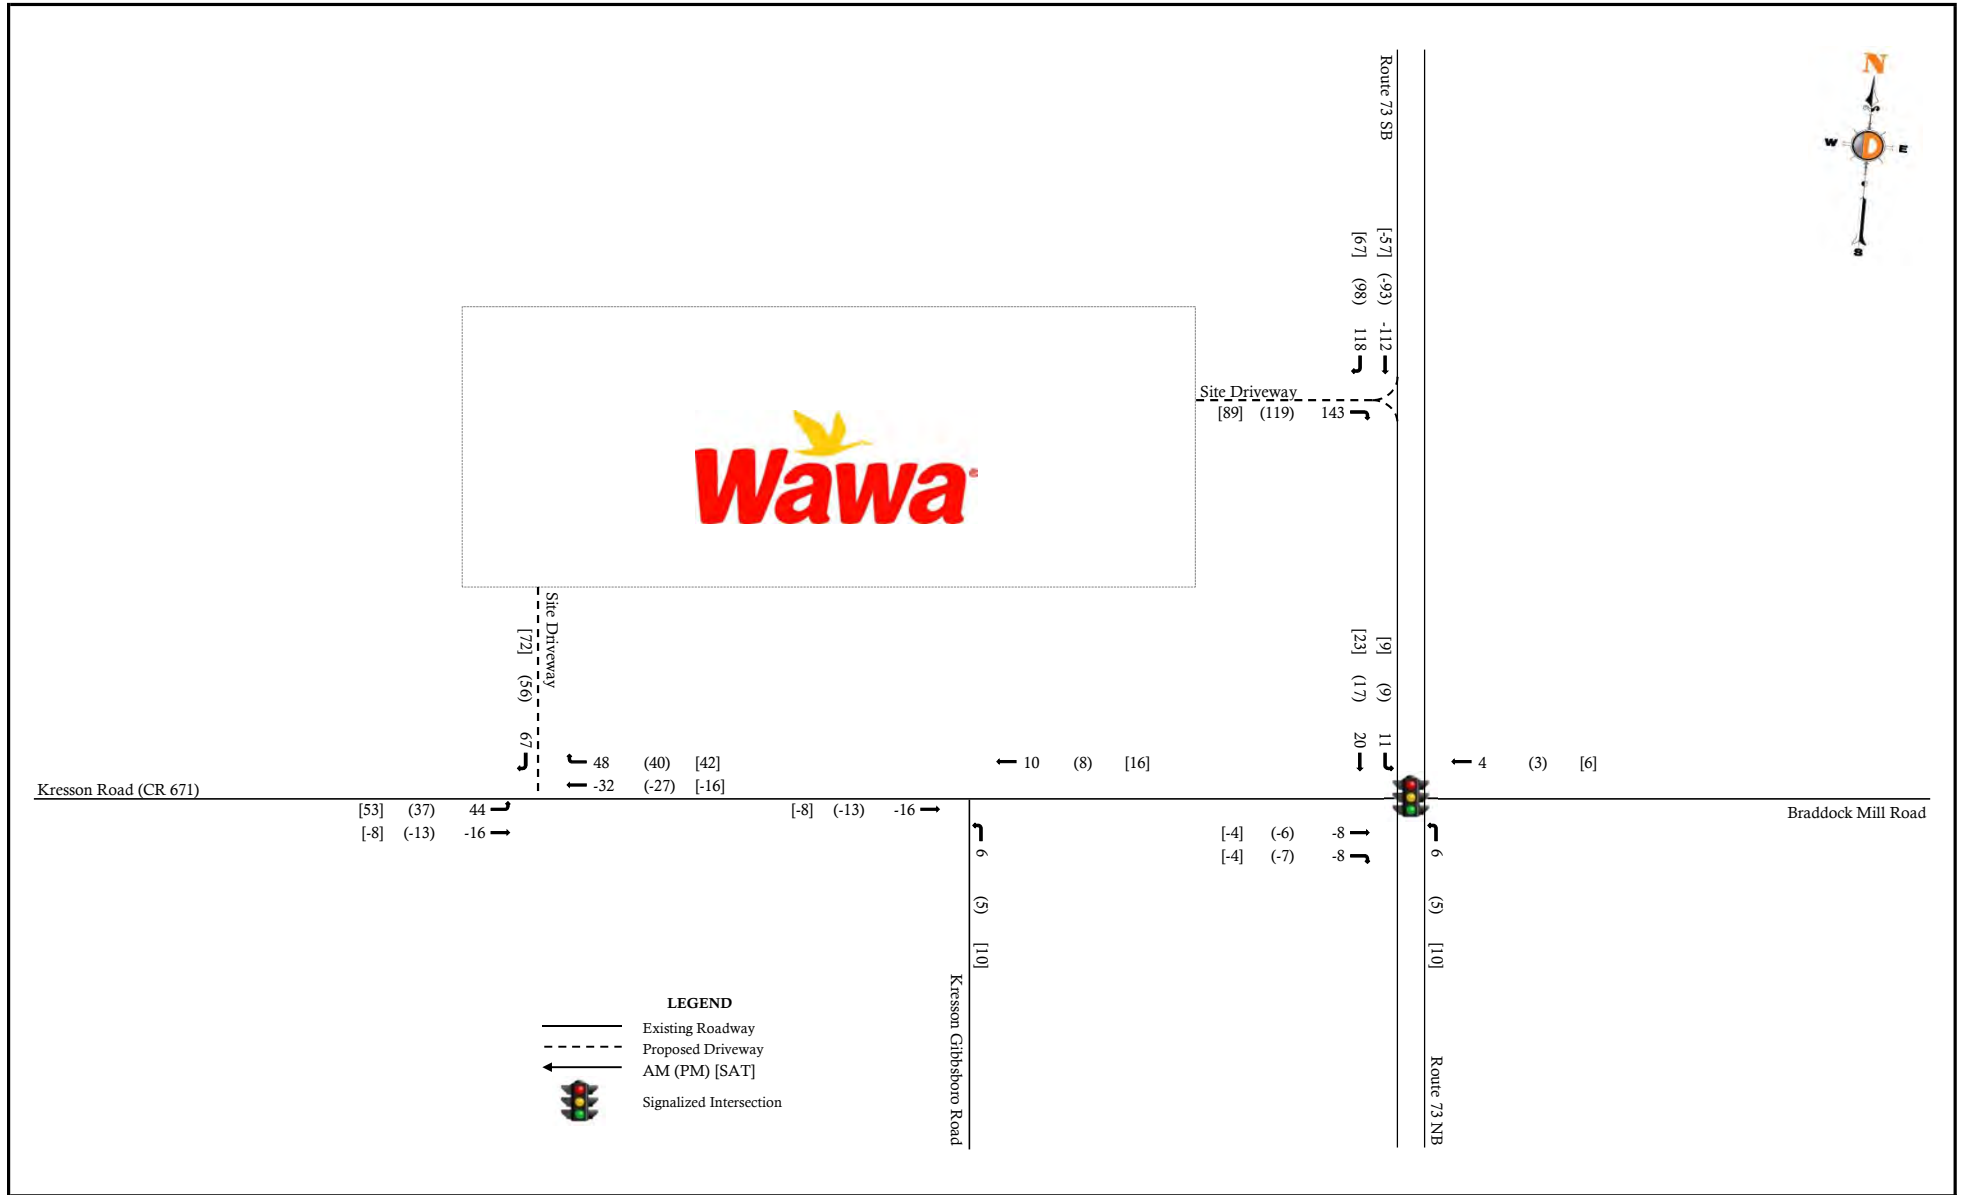 N
W
D
E
S
Route 73 SB
[-57] (-93) -112
[67] (98) 118
Site Driveway
[89] (119) 143
Wawa®
Site Driveway
[72] (56) 67
[9] (9) 11
[23] (17) 20
48 (40) [42]
-32 (-27) [-16]
10 (8) [16]
4 (3) [6]
Kresson Road (CR 671)
Braddock Mill Road
[53] (37) 44
[-8] (-13) -16
[-8] (-13) -16
[-4] (-6) -8
[-4] (-7) -8
6 (5) [10]
6 (5) [10]
Kresson Gibbsboro Road
Route 73 NB
LEGEND
Existing Roadway
Proposed Driveway
AM (PM) [SAT]
Signalized Intersection